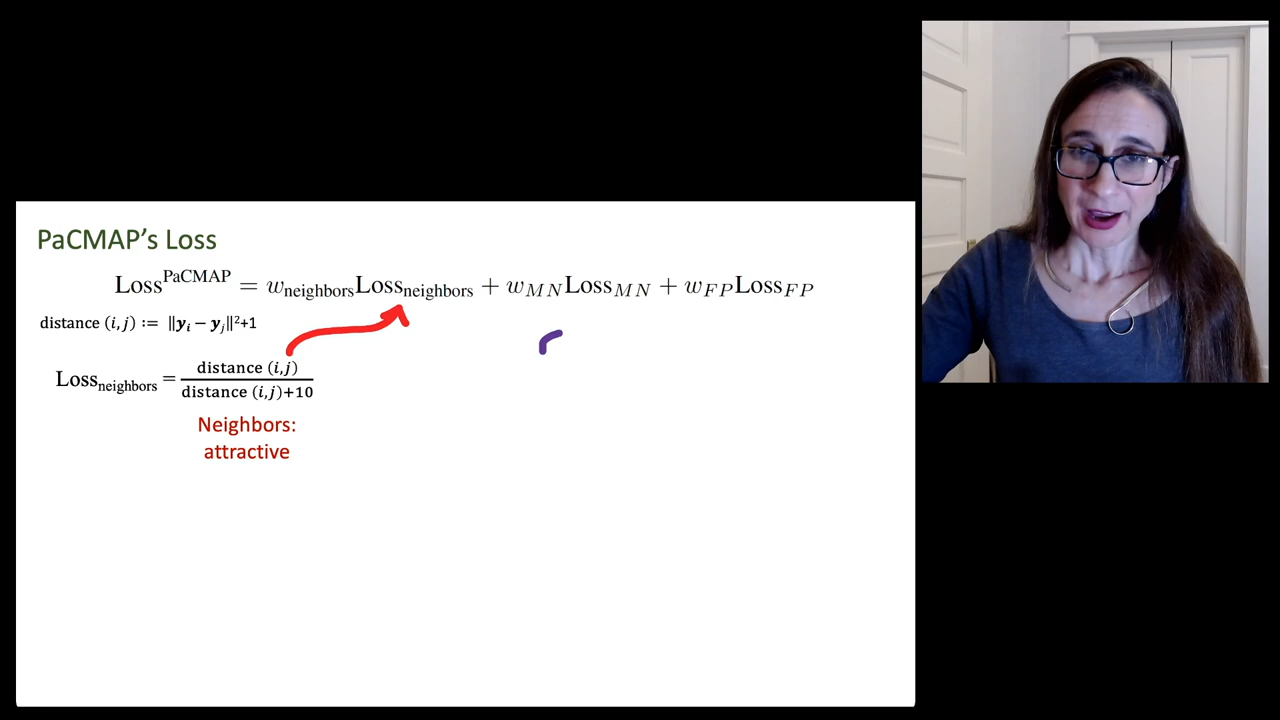 PaCMAP’s Loss
Loss^PaCMAP = w_neighbors Loss_neighbors + w_MN Loss_MN + w_FP Loss_FP
distance (i,j) := ‖y_i − y_j‖²+1
Loss_neighbors = distance (i,j) / distance (i,j)+10
Neighbors:
attractive